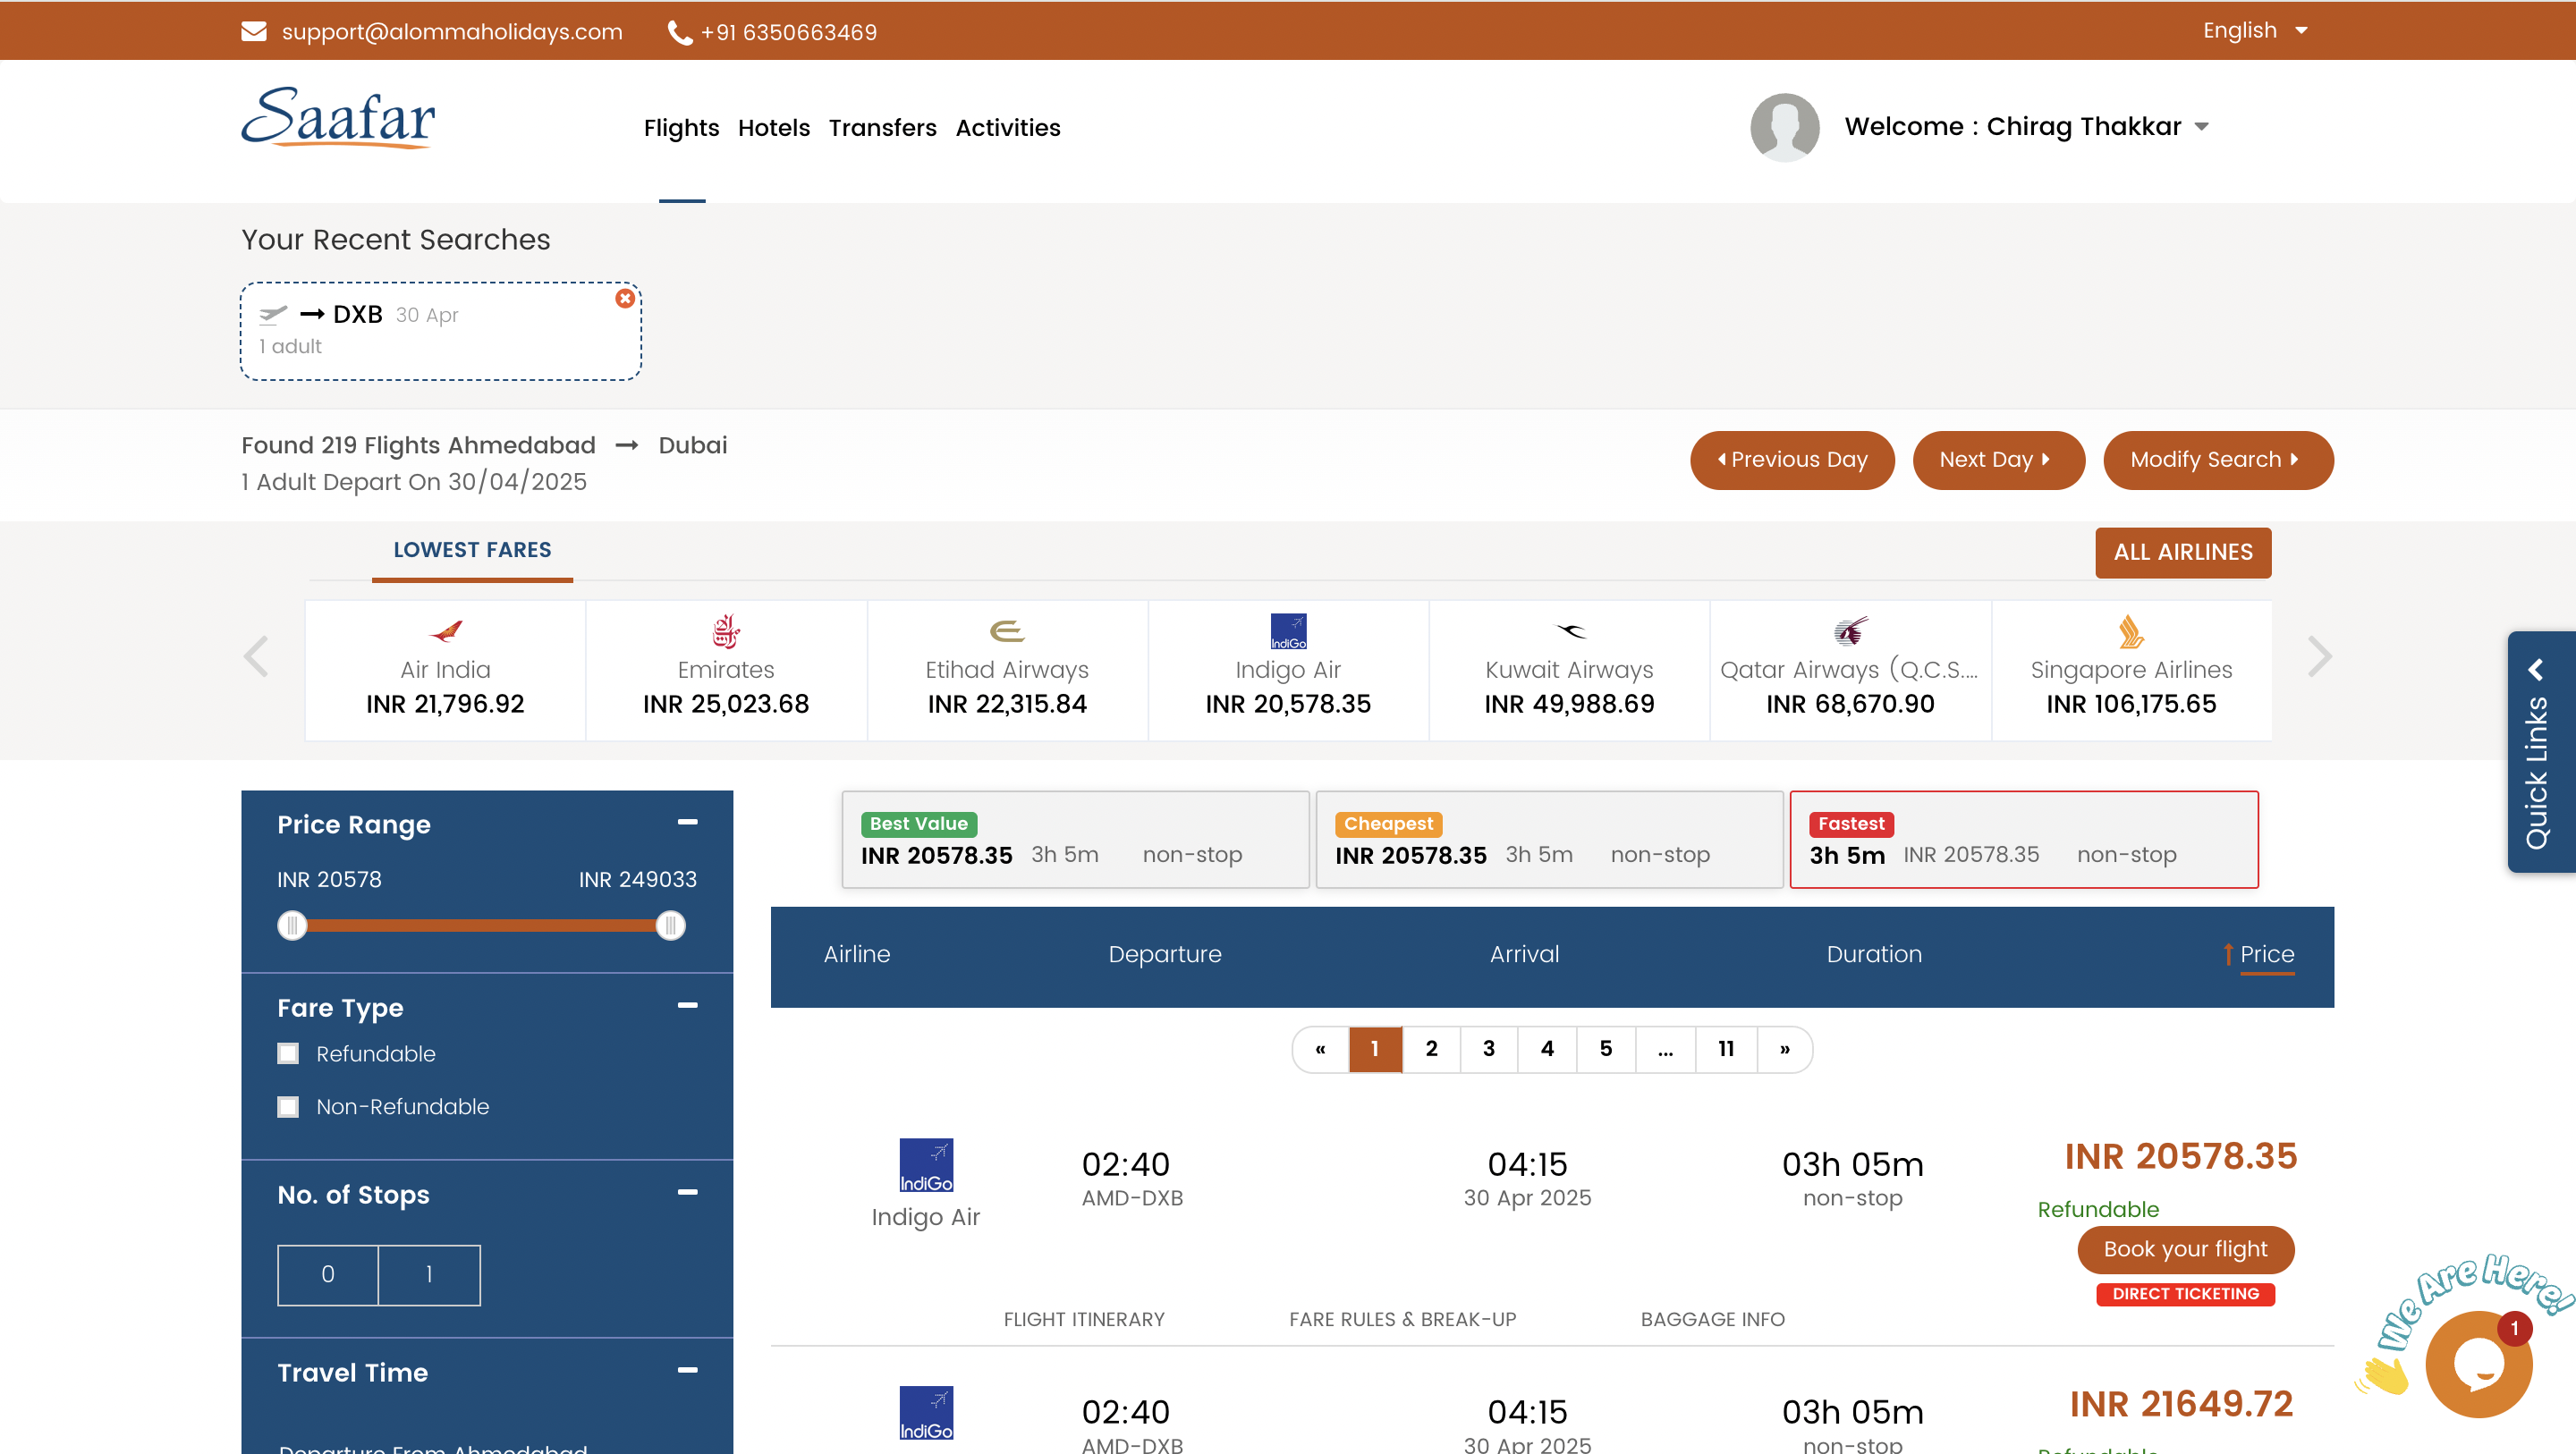 support@alommaholidays.com +91 6350663469 English
Saafar
Flights Hotels Transfers Activities
Welcome : Chirag Thakkar
Your Recent Searches
DXB 30 Apr
1 adult
Found 219 Flights Ahmedabad → Dubai
1 Adult Depart On 30/04/2025
Previous Day Next Day Modify Search
LOWEST FARES ALL AIRLINES
Air India
INR 21,796.92
Emirates
INR 25,023.68
Etihad Airways
INR 22,315.84
IndiGo
Indigo Air
INR 20,578.35
Kuwait Airways
INR 49,988.69
Qatar Airways (Q.C.S....
INR 68,670.90
Singapore Airlines
INR 106,175.65
Quick Links
Price Range
INR 20578 INR 249033
Fare Type
Refundable
Non-Refundable
No. of Stops
0 1
Travel Time
Departure From Ahmedabad
Best Value
INR 20578.35 3h 5m non-stop
Cheapest
INR 20578.35 3h 5m non-stop
Fastest
3h 5m INR 20578.35 non-stop
Airline Departure Arrival Duration ↑ Price
« 1 2 3 4 5 ... 11 »
IndiGo
Indigo Air
02:40
AMD-DXB
04:15
30 Apr 2025
03h 05m
non-stop
INR 20578.35
Refundable
Book your flight
DIRECT TICKETING
FLIGHT ITINERARY FARE RULES & BREAK-UP BAGGAGE INFO
IndiGo
02:40
AMD-DXB
04:15
30 Apr 2025
03h 05m
non-stop
INR 21649.72
Refundable
We Are Here!
1